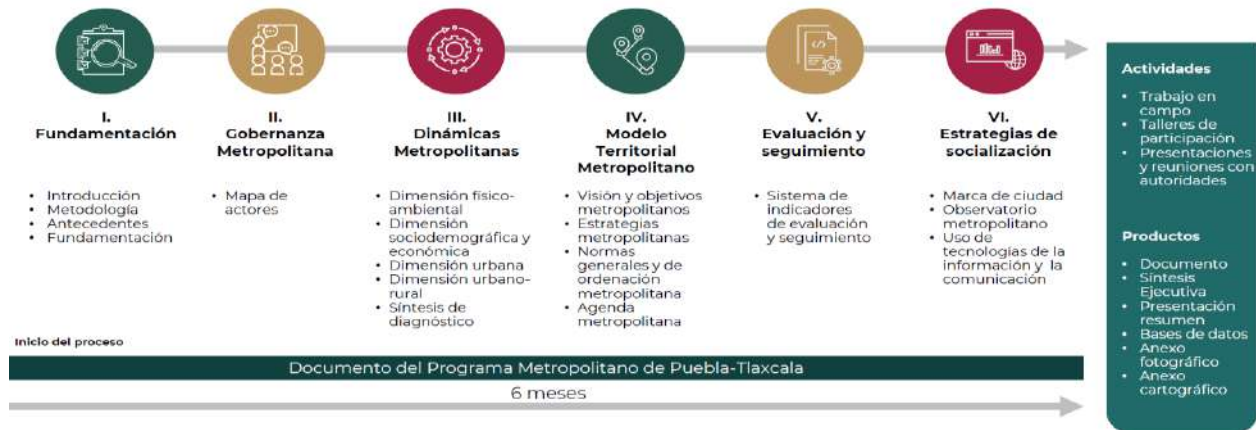 I.
Fundamentación
• Introducción
• Metodología
• Antecedentes
• Fundamentación
II.
Gobernanza
Metropolitana
• Mapa de
actores
III.
Dinámicas
Metropolitanas
• Dimensión físico-
ambiental
• Dimensión
sociodemográfica y
económica
• Dimensión urbana
• Dimensión urbano-
rural
• Síntesis de
diagnóstico
IV.
Modelo
Territorial
Metropolitano
• Visión y objetivos
metropolitanos
• Estrategias
metropolitanas
• Normas
generales y de
ordenación
metropolitana
• Agenda
metropolitana
V.
Evaluación y
seguimiento
• Sistema de
indicadores
de evaluación
y seguimiento
VI.
Estrategias de
socialización
• Marca de ciudad
• Observatorio
metropolitano
• Uso de
tecnologías de la
información y la
comunicación
Actividades
• Trabajo en
campo
• Talleres de
participación
• Presentaciones
y reuniones con
autoridades
Productos
• Documento
• Síntesis
Ejecutiva
• Presentación
resumen
• Bases de datos
• Anexo
fotográfico
• Anexo
cartográfico
Inicio del proceso
Documento del Programa Metropolitano de Puebla-Tlaxcala
6 meses